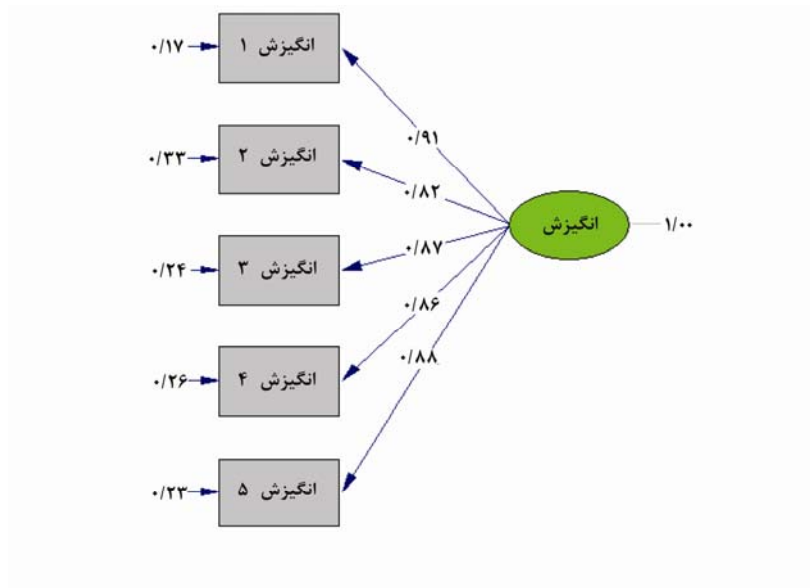 ۰/۱۷ انگیزش ۱
۰/۹۱
۰/۳۳ انگیزش ۲
۰/۸۲
انگیزش ۱/۰۰
۰/۲۴ انگیزش ۳
۰/۸۷
۰/۸۶
۰/۲۶ انگیزش ۴
۰/۸۸
۰/۲۳ انگیزش ۵